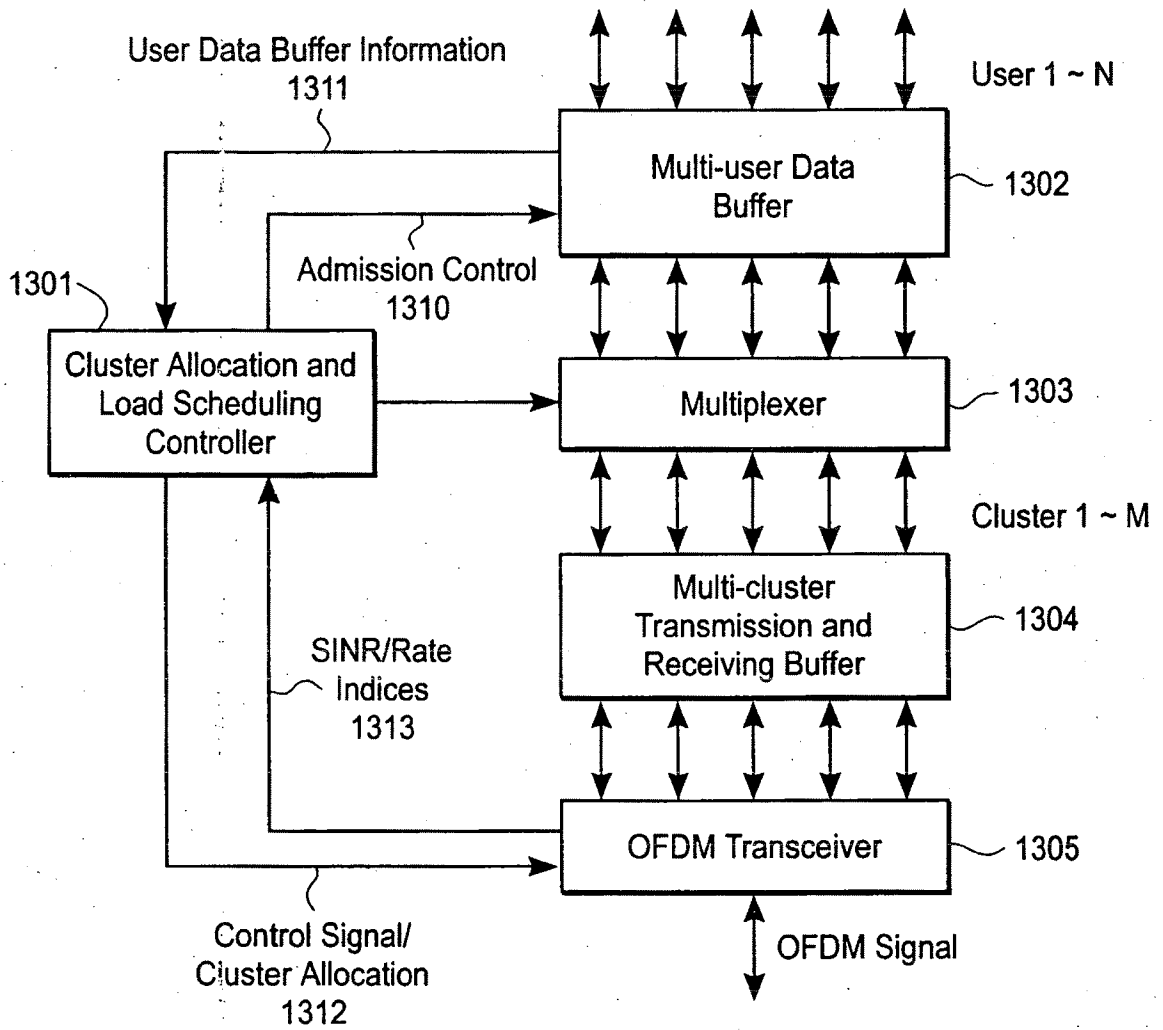 User Data Buffer Information
1311
User 1 ~ N
Multi-user Data
Buffer
1302
Admission Control
1310
1301
Cluster Allocation and
Load Scheduling
Controller
Multiplexer
1303
Cluster 1 ~ M
Multi-cluster
Transmission and
Receiving Buffer
1304
SINR/Rate
Indices
1313
OFDM Transceiver
1305
Control Signal/
Cluster Allocation
1312
OFDM Signal